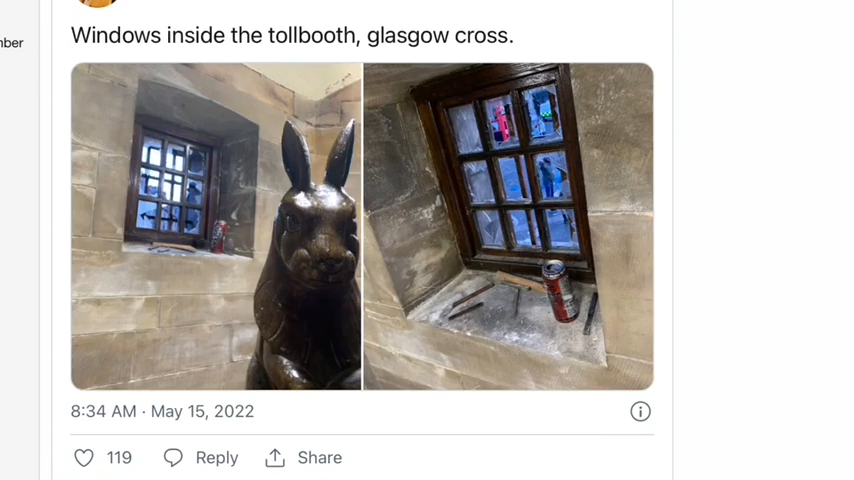 nber
Windows inside the tollbooth, glasgow cross.
8:34 AM · May 15, 2022
119 Reply Share